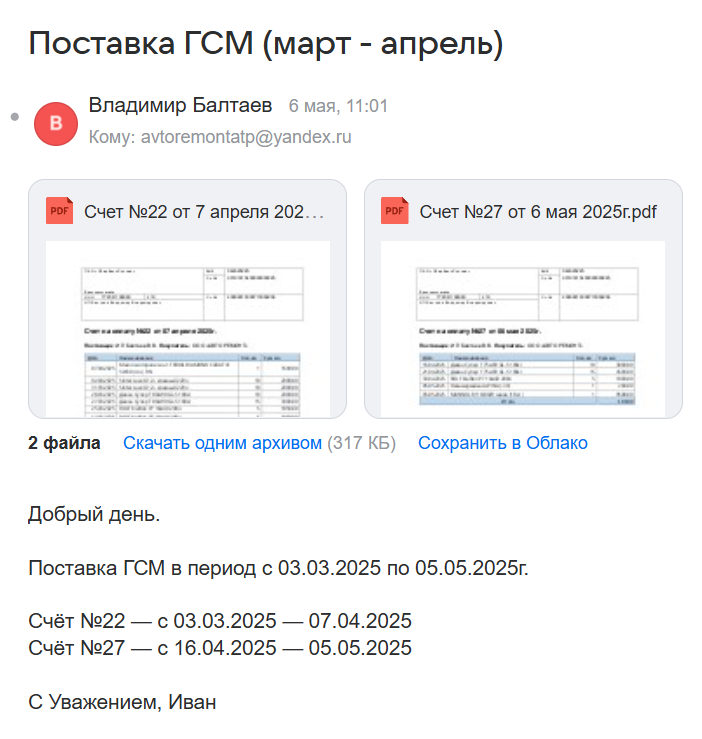 Поставка ГСМ (март - апрель)
Владимир Балтаев 6 мая, 11:01
В
Кому: avtoremontatp@yandex.ru
PDF Счет №22 от 7 апреля 202...
PDF Счет №27 от 6 мая 2025г.pdf
Счет на оплату №22 от 07 апреля 2025г.
Счет на оплату №27 от 06 мая 2025г.
2 файла Скачать одним архивом (317 КБ) Сохранить в Облако
Добрый день.
Поставка ГСМ в период с 03.03.2025 по 05.05.2025г.
Счёт №22 — с 03.03.2025 — 07.04.2025
Счёт №27 — с 16.04.2025 — 05.05.2025
С Уважением, Иван